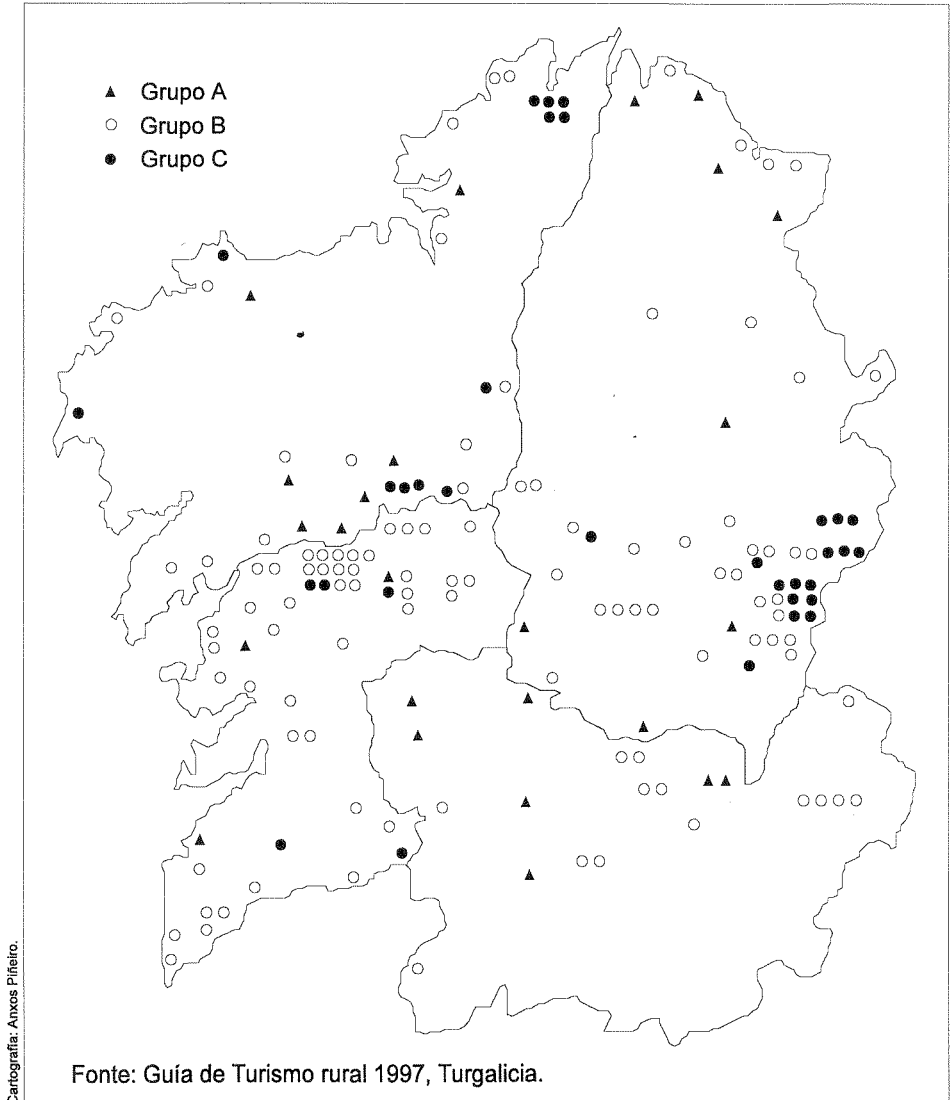 Grupo A
Grupo B
Grupo C
Cartografía: Anxos Piñeiro.
Fonte: Guía de Turismo rural 1997, Turgalicia.